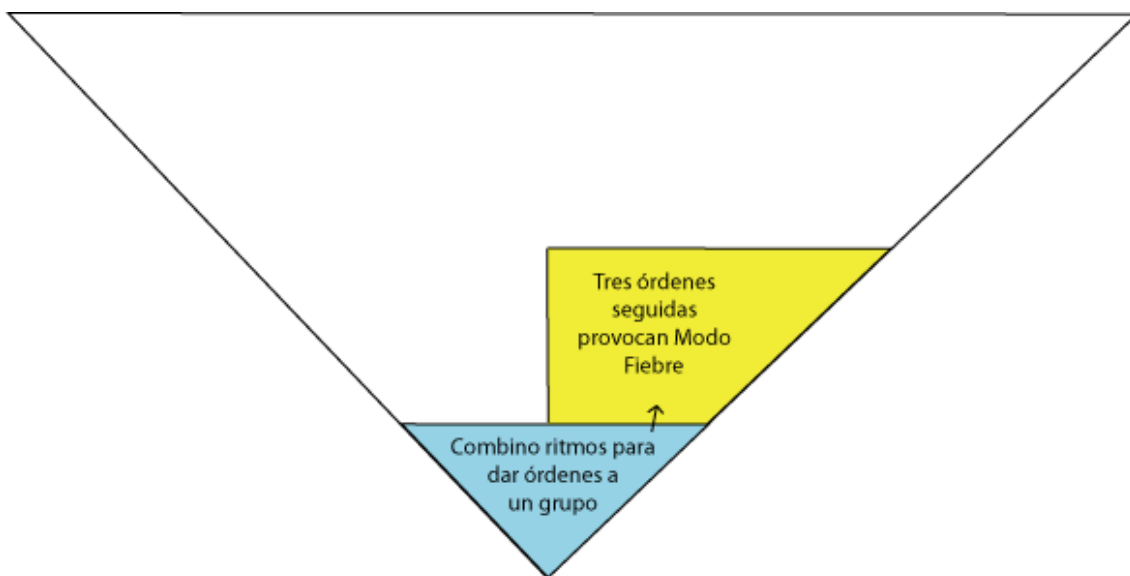 Tres órdenes
seguidas
provocan Modo
Fiebre
Combino ritmos para
dar órdenes a
un grupo